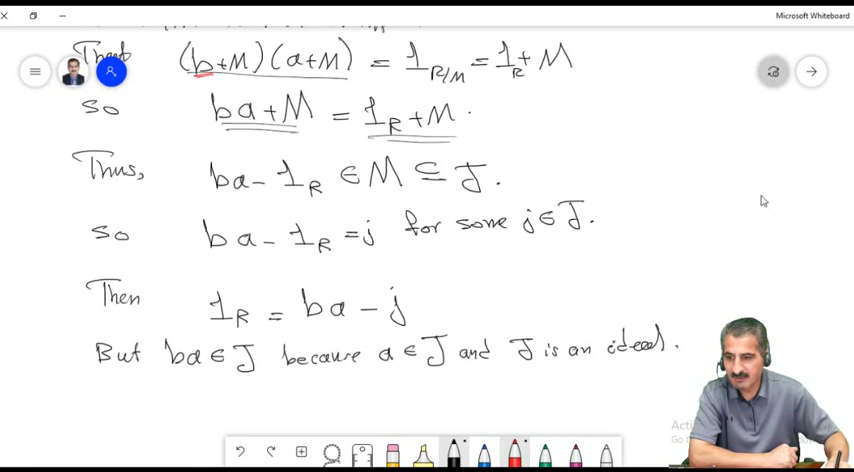 Microsoft Whiteboard
That (b+M)(a+M) = 1_{R/M} = 1_R + M
so ba+M = 1_R + M.
Thus, ba - 1_R ∈ M ⊆ J.
so ba - 1_R = j for some j ∈ J.
Then 1_R = ba - j
But ba ∈ J because a ∈ J and J is an ideal.